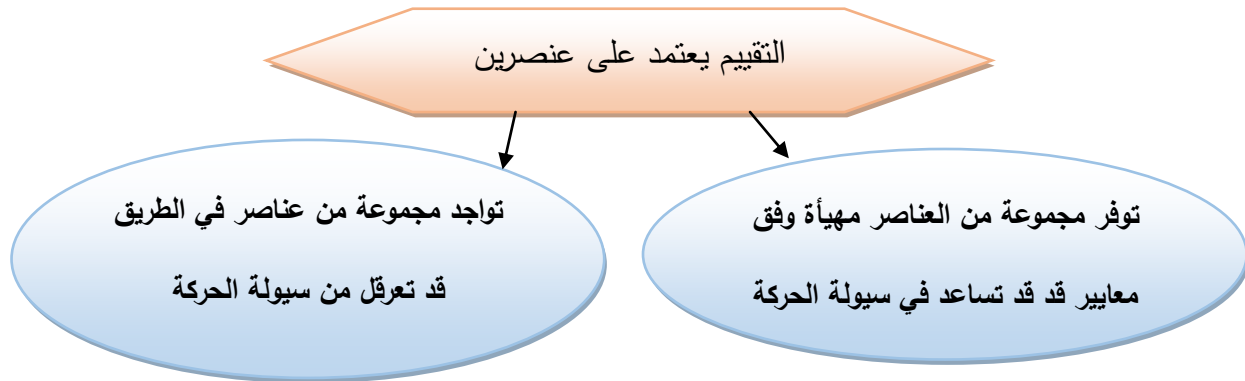 التقييم يعتمد على عنصرين
توفر مجموعة من العناصر مهيأة وفق
معايير قد قد تساعد في سيولة الحركة
تواجد مجموعة من عناصر في الطريق
قد تعرقل من سيولة الحركة